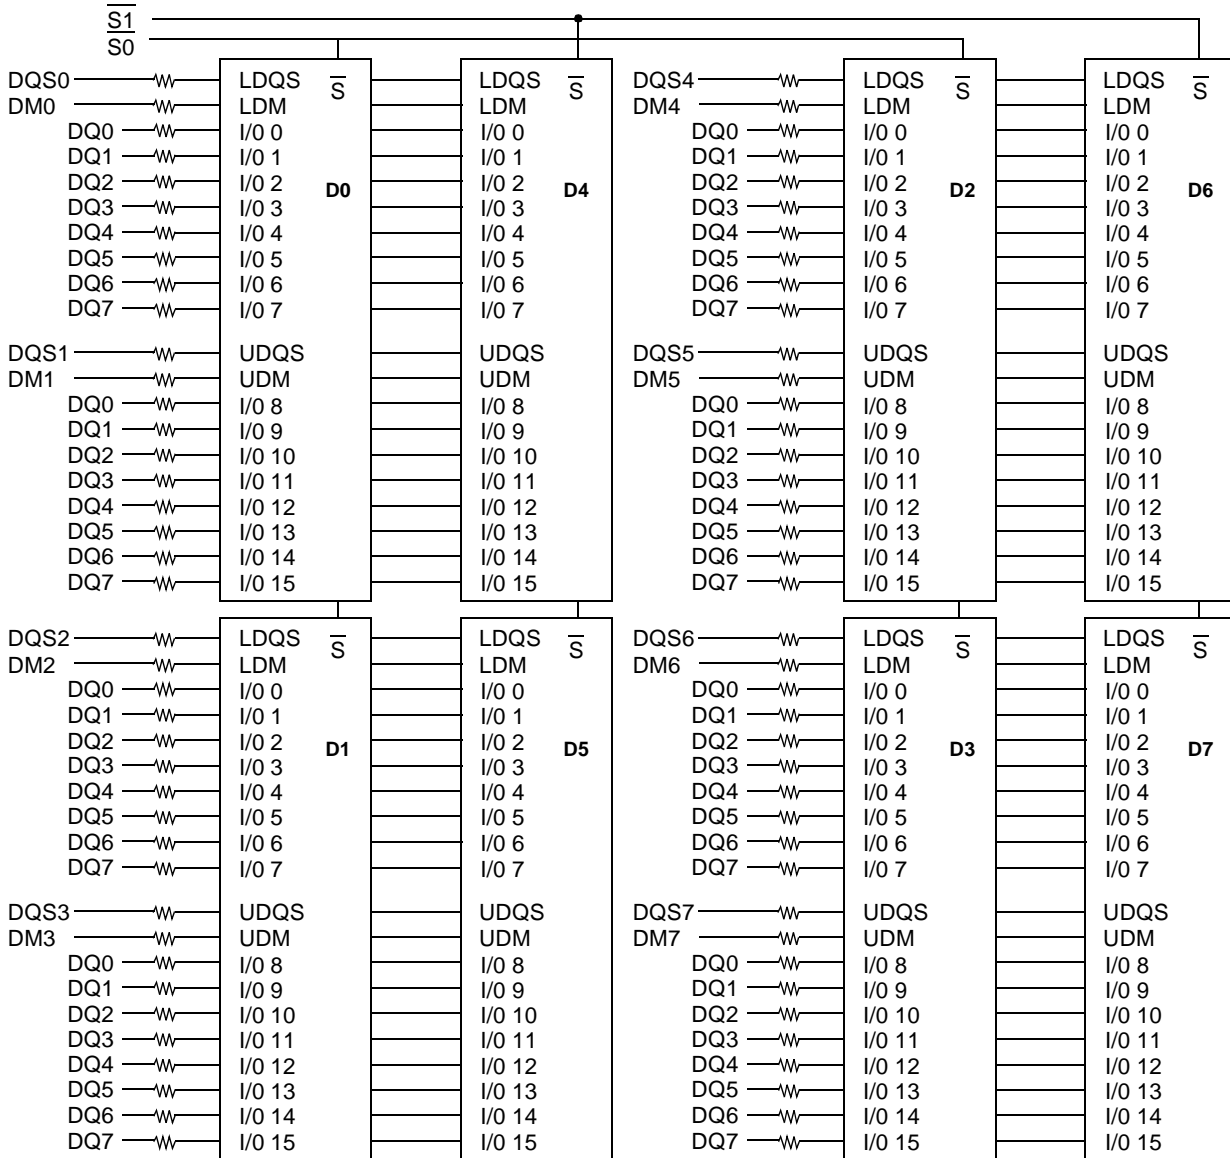 S1
S0
DQS0 LDQS S LDQS S DQS4 LDQS S LDQS S
DM0 LDM LDM DM4 LDM LDM
DQ0 I/0 0 I/0 0 DQ0 I/0 0 I/0 0
DQ1 I/0 1 I/0 1 DQ1 I/0 1 I/0 1
DQ2 I/0 2 D0 I/0 2 D4 DQ2 I/0 2 D2 I/0 2 D6
DQ3 I/0 3 I/0 3 DQ3 I/0 3 I/0 3
DQ4 I/0 4 I/0 4 DQ4 I/0 4 I/0 4
DQ5 I/0 5 I/0 5 DQ5 I/0 5 I/0 5
DQ6 I/0 6 I/0 6 DQ6 I/0 6 I/0 6
DQ7 I/0 7 I/0 7 DQ7 I/0 7 I/0 7
DQS1 UDQS UDQS DQS5 UDQS UDQS
DM1 UDM UDM DM5 UDM UDM
DQ0 I/0 8 I/0 8 DQ0 I/0 8 I/0 8
DQ1 I/0 9 I/0 9 DQ1 I/0 9 I/0 9
DQ2 I/0 10 I/0 10 DQ2 I/0 10 I/0 10
DQ3 I/0 11 I/0 11 DQ3 I/0 11 I/0 11
DQ4 I/0 12 I/0 12 DQ4 I/0 12 I/0 12
DQ5 I/0 13 I/0 13 DQ5 I/0 13 I/0 13
DQ6 I/0 14 I/0 14 DQ6 I/0 14 I/0 14
DQ7 I/0 15 I/0 15 DQ7 I/0 15 I/0 15
DQS2 LDQS S LDQS S DQS6 LDQS S LDQS S
DM2 LDM LDM DM6 LDM LDM
DQ0 I/0 0 I/0 0 DQ0 I/0 0 I/0 0
DQ1 I/0 1 I/0 1 DQ1 I/0 1 I/0 1
DQ2 I/0 2 D1 I/0 2 D5 DQ2 I/0 2 D3 I/0 2 D7
DQ3 I/0 3 I/0 3 DQ3 I/0 3 I/0 3
DQ4 I/0 4 I/0 4 DQ4 I/0 4 I/0 4
DQ5 I/0 5 I/0 5 DQ5 I/0 5 I/0 5
DQ6 I/0 6 I/0 6 DQ6 I/0 6 I/0 6
DQ7 I/0 7 I/0 7 DQ7 I/0 7 I/0 7
DQS3 UDQS UDQS DQS7 UDQS UDQS
DM3 UDM UDM DM7 UDM UDM
DQ0 I/0 8 I/0 8 DQ0 I/0 8 I/0 8
DQ1 I/0 9 I/0 9 DQ1 I/0 9 I/0 9
DQ2 I/0 10 I/0 10 DQ2 I/0 10 I/0 10
DQ3 I/0 11 I/0 11 DQ3 I/0 11 I/0 11
DQ4 I/0 12 I/0 12 DQ4 I/0 12 I/0 12
DQ5 I/0 13 I/0 13 DQ5 I/0 13 I/0 13
DQ6 I/0 14 I/0 14 DQ6 I/0 14 I/0 14
DQ7 I/0 15 I/0 15 DQ7 I/0 15 I/0 15